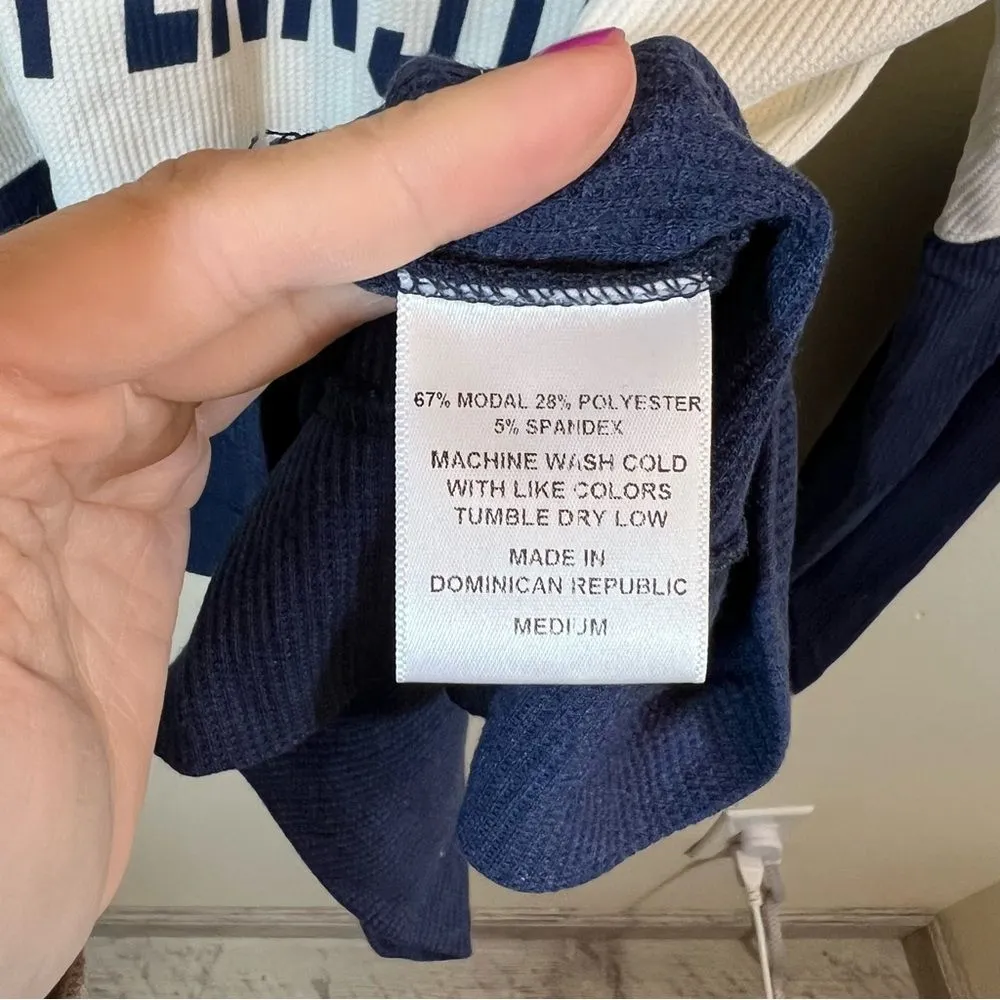 67% MODAL 28% POLYESTER
5% SPANDEX
MACHINE WASH COLD
WITH LIKE COLORS
TUMBLE DRY LOW
MADE IN
DOMINICAN REPUBLIC
MEDIUM